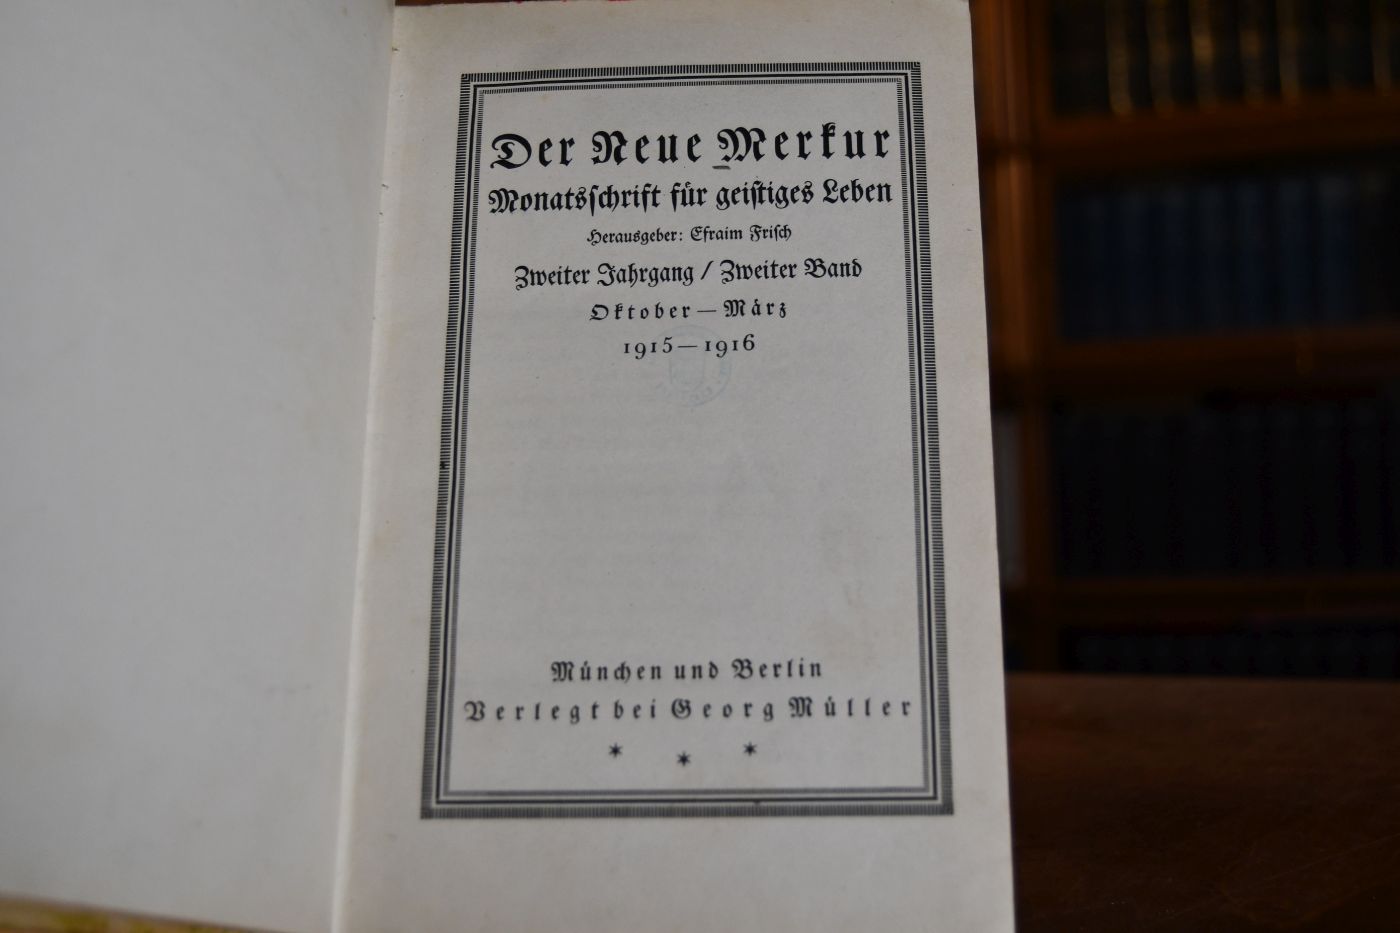 Der Neue Merkur
Monatsschrift für geistiges Leben
Herausgeber: Efraim Frisch
Zweiter Jahrgang / Zweiter Band
Oktober — März
1915—1916
München und Berlin
Verlegt bei Georg Müller